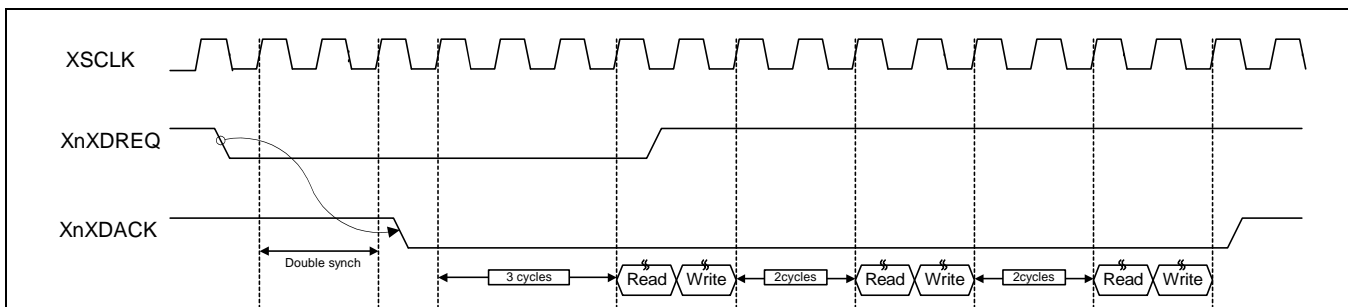 XSCLK
XnXDREQ
XnXDACK
Double synch
3 cycles
Read
Write
2cycles
Read
Write
2cycles
Read
Write